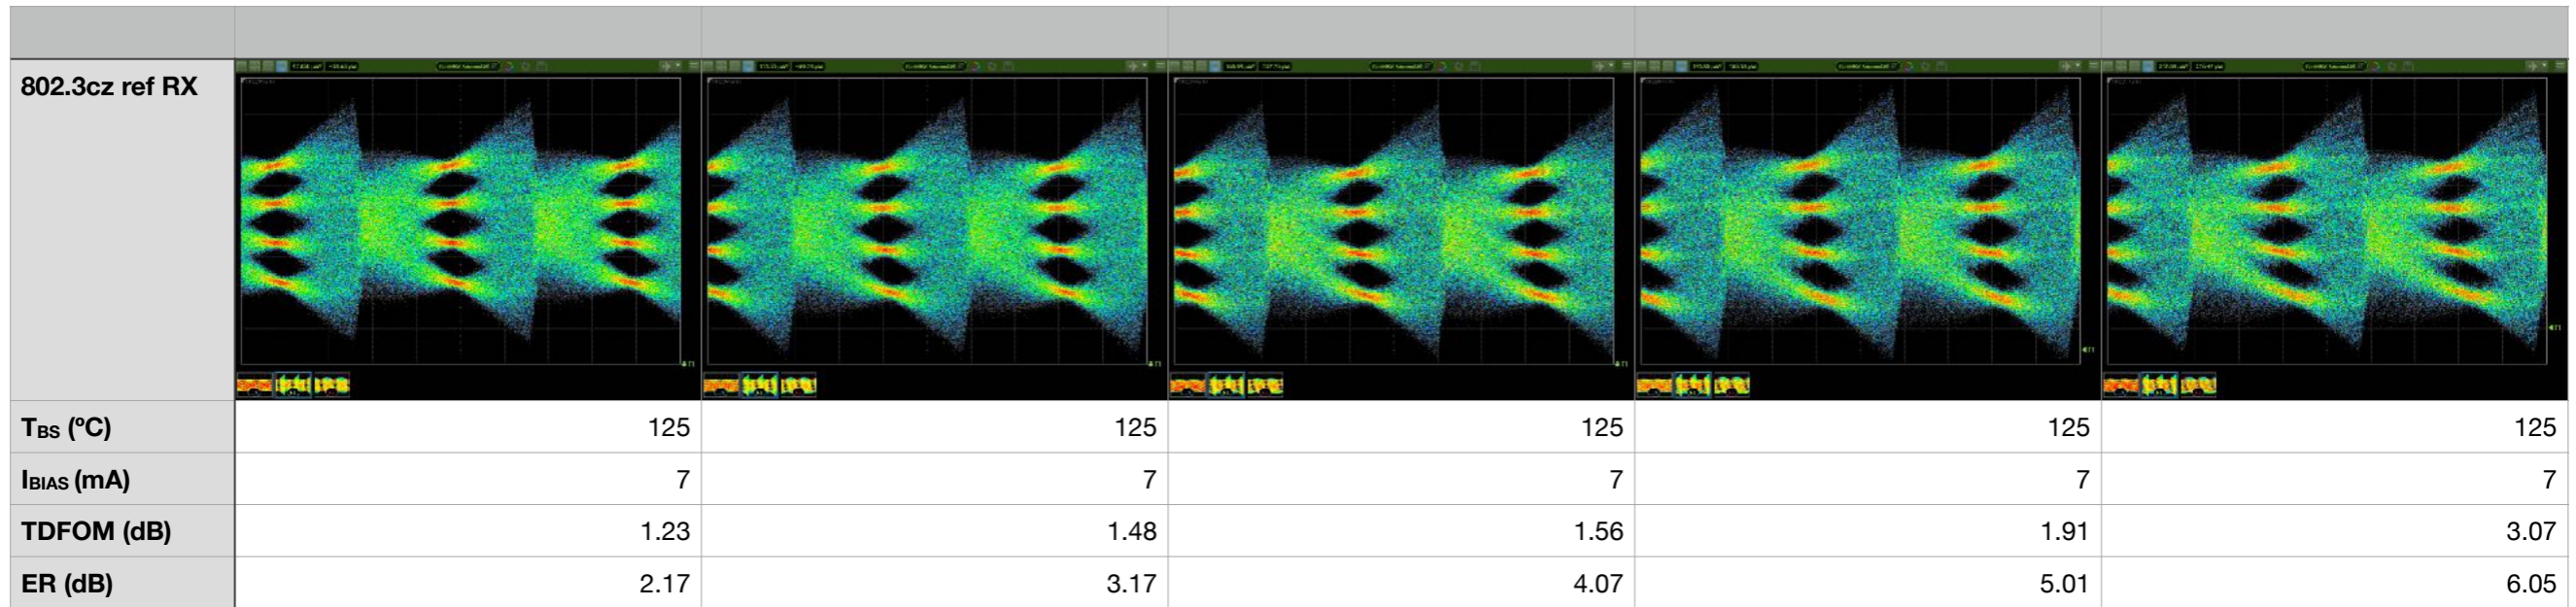 802.3cz ref RX
TBS (ºC) 125 125 125 125 125
IBIAS (mA) 7 7 7 7 7
TDFOM (dB) 1.23 1.48 1.56 1.91 3.07
ER (dB) 2.17 3.17 4.07 5.01 6.05